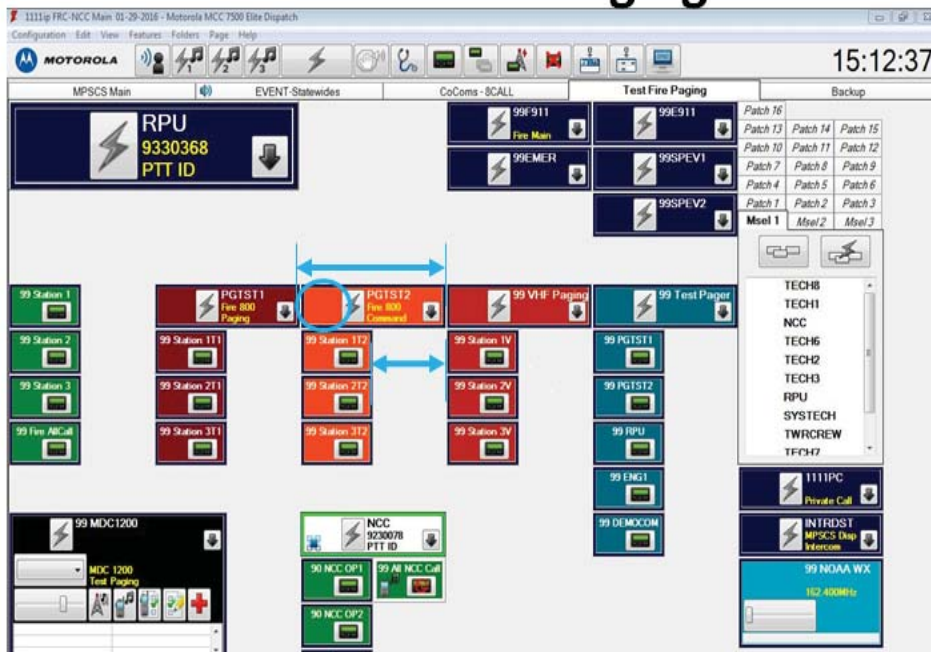 1111ip FRC-NCC Main 01-29-2016 - Motorola MCC 7500 Elite Dispatch
Configuration Edit View Features Folders Page Help
MOTOROLA
1 2 3
15:12:37
MPSCS Main EVENT-Statewides CoComs - 8CALL Test Fire Paging Backup
RPU
9330368
PTT ID
99F911
Fire Main
99E911
99EMER
99SPEV1
99SPEV2
Patch 16
Patch 13 Patch 14 Patch 15
Patch 10 Patch 11 Patch 12
Patch 7 Patch 8 Patch 9
Patch 4 Patch 5 Patch 6
Patch 1 Patch 2 Patch 3
Msel 1 Msel 2 Msel 3
TECH8
TECH1
NCC
TECH6
TECH2
TECH3
RPU
SYSTECH
TWRCREW
TECH7
99 Station 1
PGTST1
Fire 800
Paging
PGTST2
Fire 800
Command
99 VHF Paging
99 Test Pager
99 Station 2
99 Station 1T1
99 Station 1T2
99 Station 1V
99 PGTST1
99 Station 3
99 Station 2T1
99 Station 2T2
99 Station 2V
99 PGTST2
99 Fire AllCall
99 Station 3T1
99 Station 3T2
99 Station 3V
99 RPU
99 ENG1
1111PC
Private Call
99 MDC1200
MDC 1200
Test Paging
NCC
9230078
PTT ID
99 DEMOCOM
INTRDST
MPSCS Disp
Intercom
90 NCC OP1
99 All NCC Call
99 NOAA WX
162.400MHz
90 NCC OP2